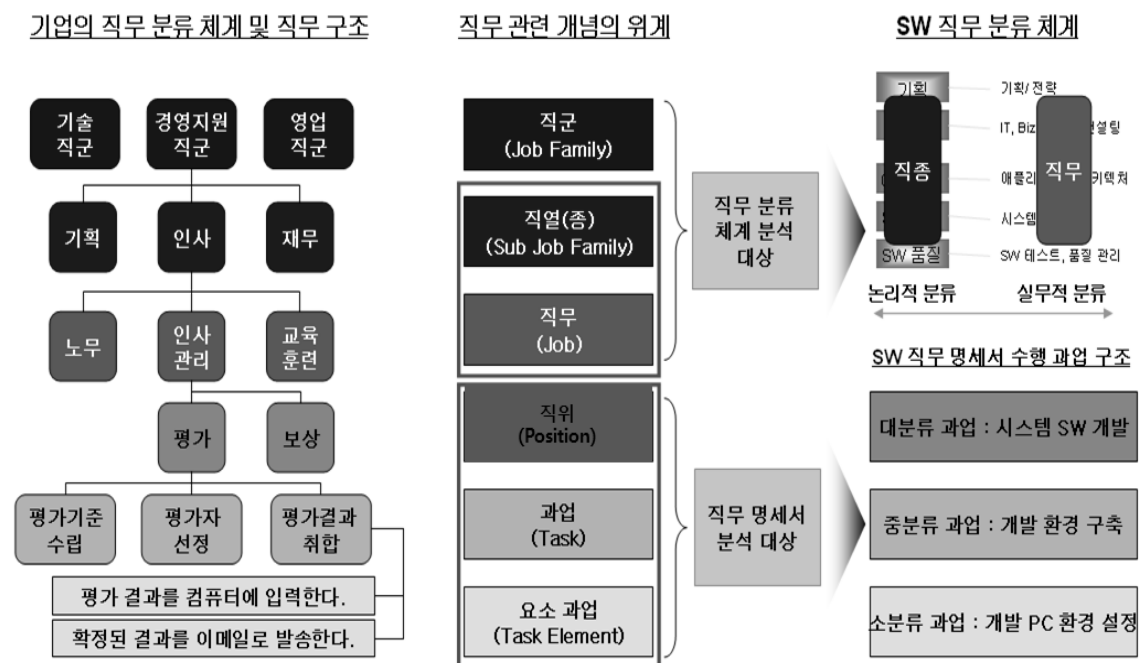 기업의 직무 분류 체계 및 직무 구조
직무 관련 개념의 위계
SW 직무 분류 체계
기술
직군
경영지원
직군
영업
직군
기획
인사
재무
노무
인사
관리
교육
훈련
평가
보상
평가기준
수립
평가자
선정
평가결과
취합
평가 결과를 컴퓨터에 입력한다.
확정된 결과를 이메일로 발송한다.
직군
(Job Family)
직열(종)
(Sub Job Family)
직무
(Job)
직위
(Position)
과업
(Task)
요소 과업
(Task Element)
직무 분류
체계 분석
대상
직무 명세서
분석 대상
기획
기획/전략
IT, Biz
직종
직무
시스템
SW 품질
SW 테스트, 품질 관리
논리적 분류
실무적 분류
SW 직무 명세서 수행 과업 구조
대분류 과업 : 시스템 SW 개발
중분류 과업 : 개발 환경 구축
소분류 과업 : 개발 PC 환경 설정